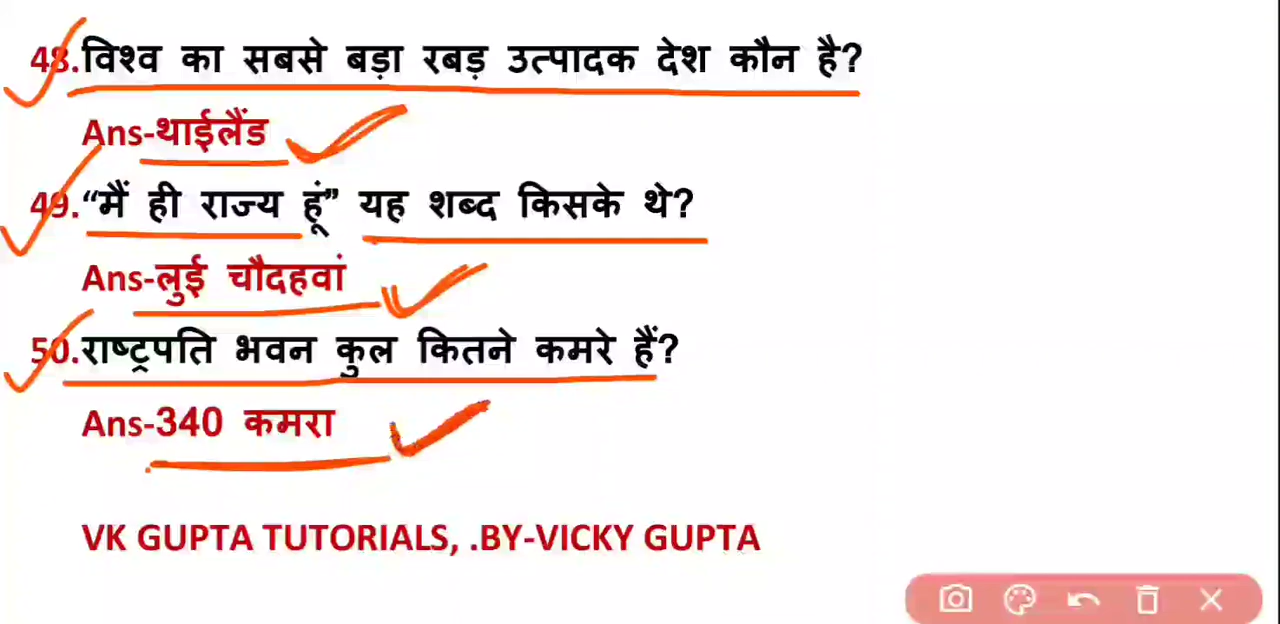 48.विश्व का सबसे बड़ा रबड़ उत्पादक देश कौन है?
Ans-थाईलैंड
49.“मैं ही राज्य हूं” यह शब्द किसके थे?
Ans-लुई चौदहवां
50.राष्ट्रपति भवन कुल कितने कमरे हैं?
Ans-340 कमरा
VK GUPTA TUTORIALS, .BY-VICKY GUPTA